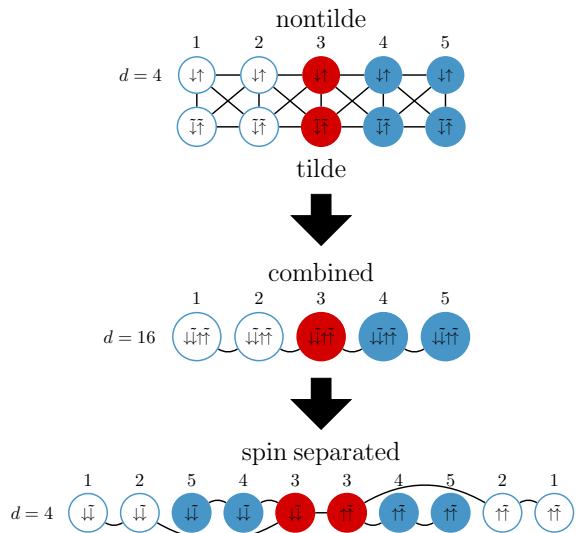 nontilde
1 2 3 4 5
d = 4 ↓↑ ↓↑ ↓↑ ↓↑ ↓↑
↓̃↑̃ ↓̃↑̃ ↓̃↑̃ ↓̃↑̃ ↓̃↑̃
tilde
combined
1 2 3 4 5
d = 16 ↓↓̃↑↑̃ ↓↓̃↑↑̃ ↓↓̃↑↑̃ ↓↓̃↑↑̃ ↓↓̃↑↑̃
spin separated
1 2 5 4 3 3 4 5 2 1
d = 4 ↓↓̃ ↓↓̃ ↓↓̃ ↓↓̃ ↓↓̃ ↑↑̃ ↑↑̃ ↑↑̃ ↑↑̃ ↑↑̃